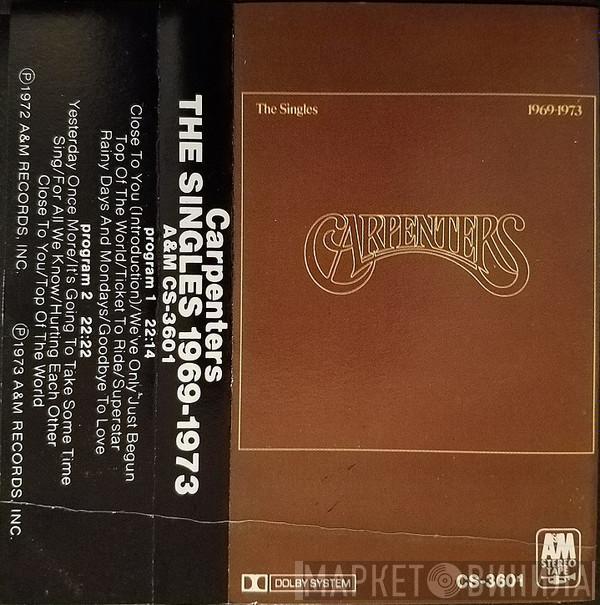 Carpenters
THE SINGLES 1969-1973
A&M CS-3601
program 1 22:14
Close To You (Introduction)/We've Only Just Begun
Top Of The World/Ticket To Ride/Superstar
Rainy Days And Mondays/Goodbye To Love
program 2 22:22
Yesterday Once More/It's Going To Take Some Time
Sing/For All We Know/Hurting Each Other
Close To You/Top Of The World
Ⓟ1972 A&M RECORDS, INC. Ⓟ1973 A&M RECORDS, INC.
The Singles 1969-1973
CARPENTERS
DOLBY SYSTEM
CS-3601
A&M
STEREO
TAPE
МАРКЕТ ВИНИЛА